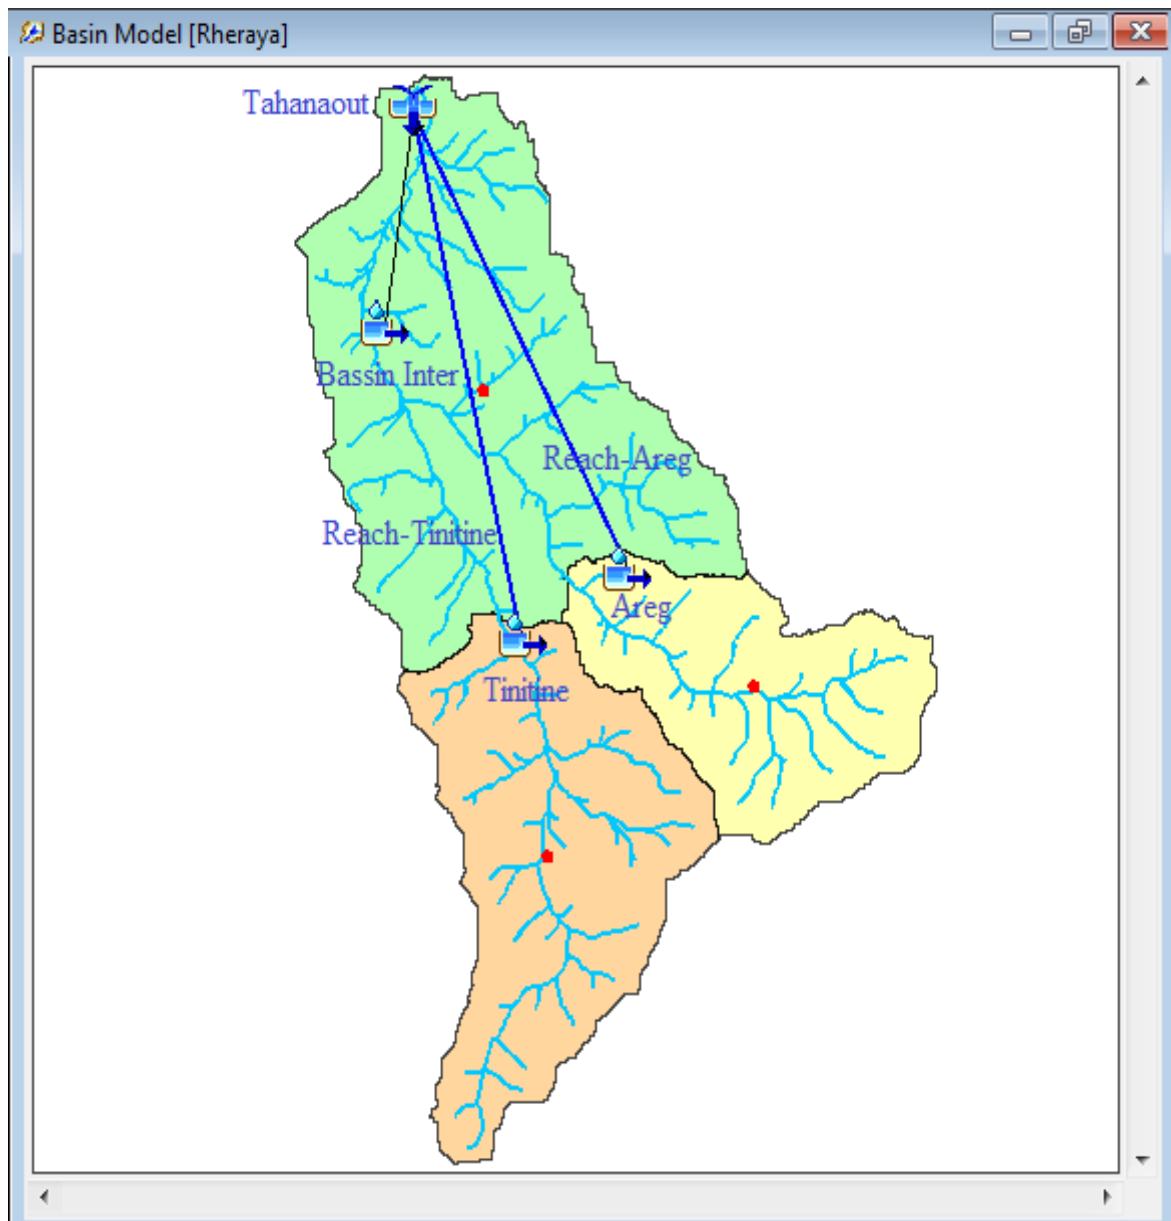 Basin Model [Rheraya]
Tahanaout
Bassin Inter
Reach-Areg
Reach-Tinitine
Areg
Tinitine